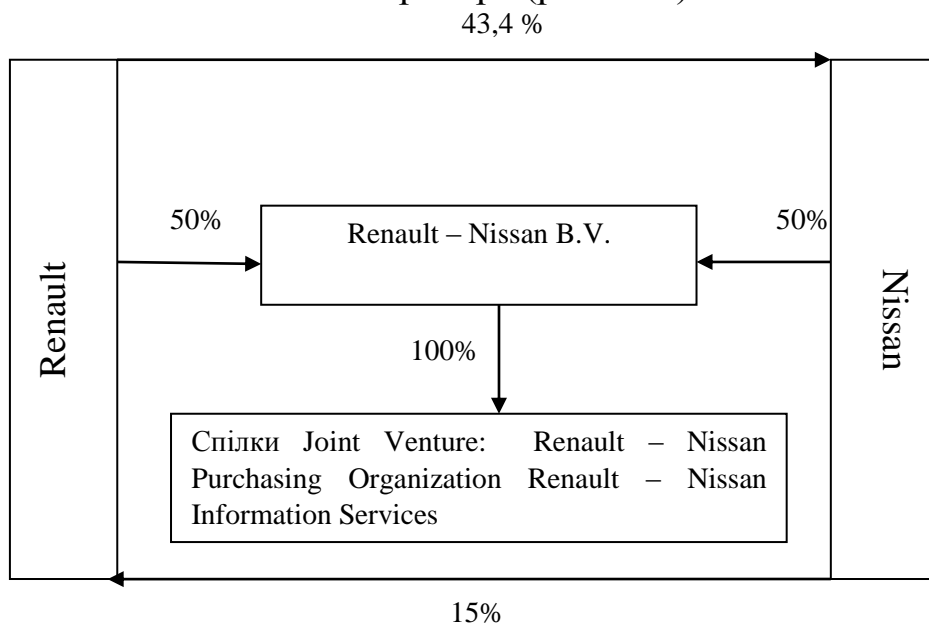 43,4 %
Renault
50%
Renault – Nissan B.V.
50%
Nissan
100%
Спілки Joint Venture: Renault – Nissan
Purchasing Organization Renault – Nissan
Information Services
15%